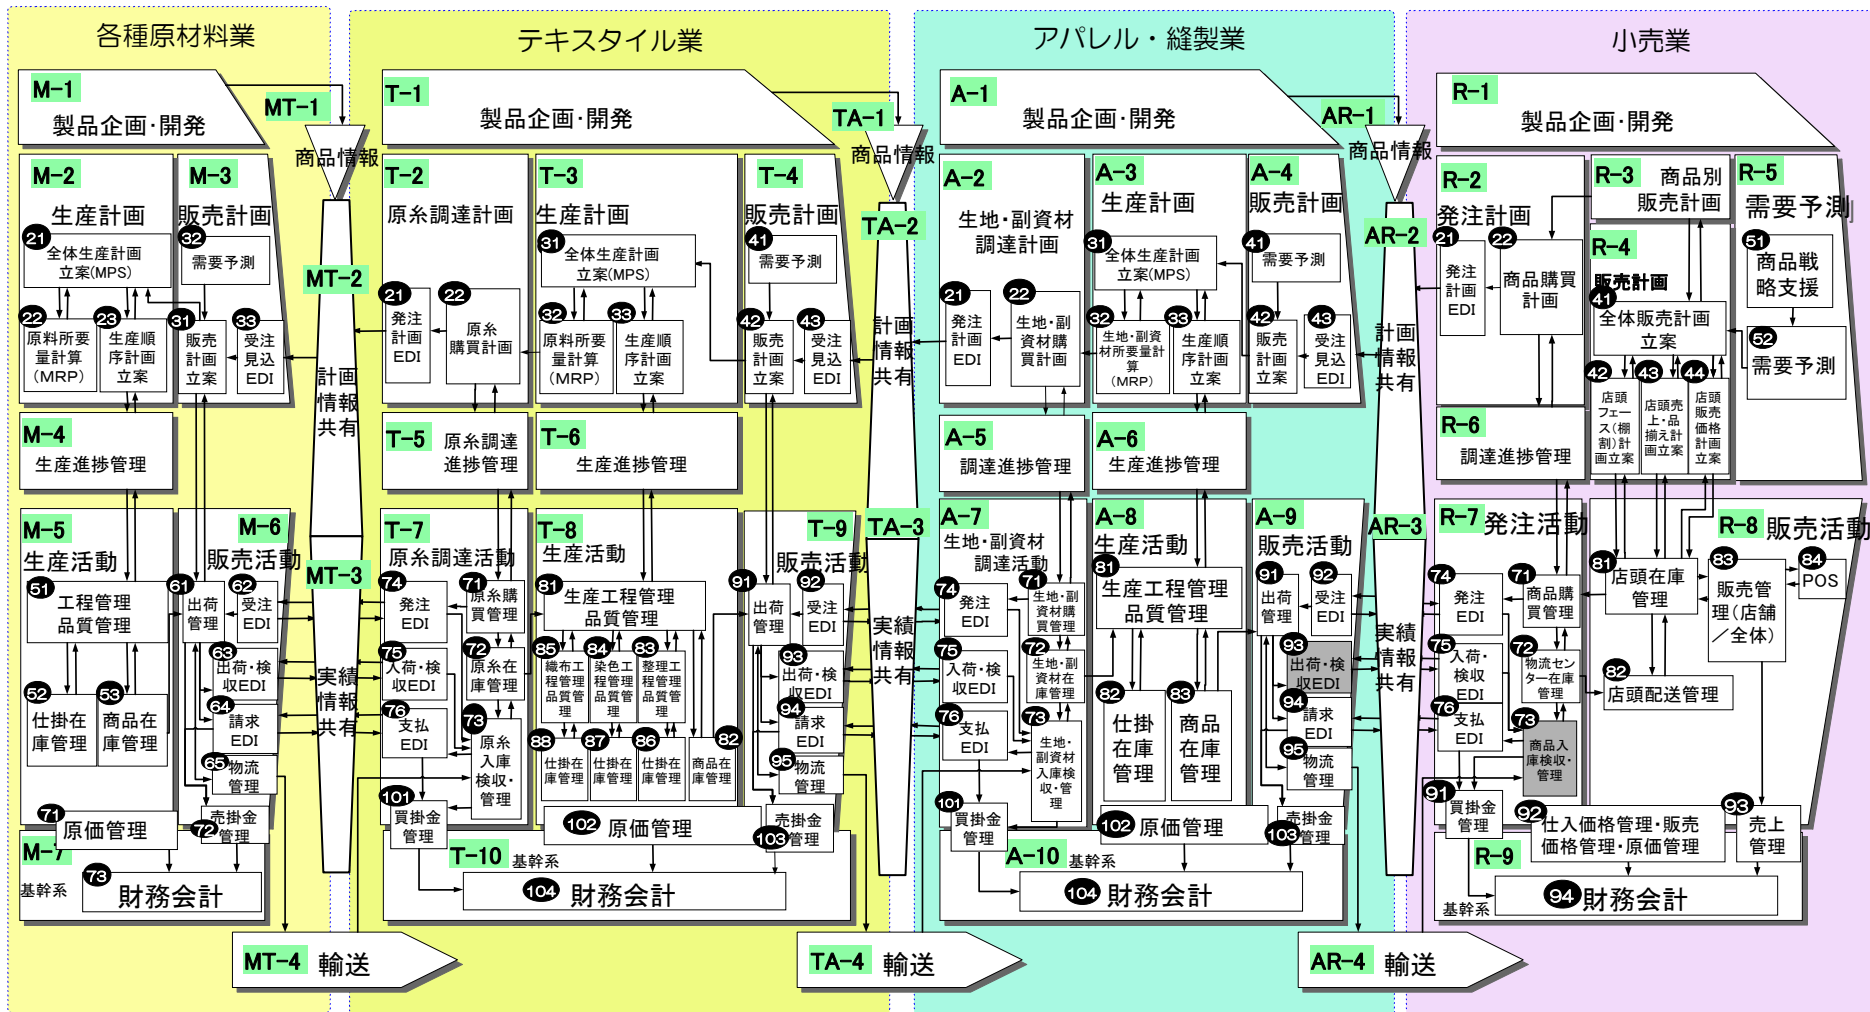 各種原材料業
M-1
製品企画・開発
MT-1
商品情報
M-2
生産計画
21
全体生産計画
立案(MPS)
22
原料所要
量計算
(MRP)
23
生産順
序計画
立案
M-3
販売計画
32
需要予測
31
販売
計画
立案
33
受注
見込
EDI
MT-2
計画
情報
共有
M-4
生産進捗管理
M-5
生産活動
51
工程管理
品質管理
52
仕掛在
庫管理
53
商品在
庫管理
M-6
販売活動
61
出荷
管理
62
受注
EDI
63
出荷・検
収EDI
64
請求
EDI
65
物流
管理
MT-3
実績
情報
共有
71
原価管理
72
売掛金
管理
M-7
基幹系
73
財務会計
MT-4
輸送
テキスタイル業
T-1
製品企画・開発
TA-1
商品情報
T-2
原糸調達計画
21
発注
計画
EDI
22
原糸
購買計画
T-3
生産計画
31
全体生産計画
立案(MPS)
32
原料所要
量計算
(MRP)
33
生産順
序計画
立案
T-4
販売計画
41
需要予測
42
販売
計画
立案
43
受注
見込
EDI
TA-2
計画
情報
共有
T-5
原糸調達
進捗管理
T-6
生産進捗管理
T-7
原糸調達活動
74
発注
EDI
71
原糸購
買管理
75
入荷・検
収EDI
72
原糸在
庫管理
76
支払
EDI
73
原糸
入庫
検収・
管理
T-8
生産活動
81
生産工程管理
品質管理
85
織布工
程管理
品質管
理
84
染色工
程管理
品質管
理
83
整理工
程管理
品質管
理
88
仕掛在
庫管理
87
仕掛在
庫管理
86
仕掛在
庫管理
82
商品在
庫管理
T-9
販売活動
91
出荷
管理
92
受注
EDI
93
出荷・検
収EDI
94
請求
EDI
95
物流
管理
TA-3
実績
情報
共有
101
買掛金
管理
102
原価管理
103
売掛金
管理
T-10
基幹系
104
財務会計
TA-4
輸送
アパレル・縫製業
A-1
製品企画・開発
AR-1
商品情報
A-2
生地・副資材
調達計画
21
発注
計画
EDI
22
生地・副
資材購
買計画
A-3
生産計画
31
全体生産計画
立案(MPS)
32
生地・副資
材所要量計
算
(MRP)
33
生産順
序計画
立案
A-4
販売計画
41
需要予測
42
販売
計画
立案
43
受注
見込
EDI
AR-2
計画
情報
共有
A-5
調達進捗管理
A-6
生産進捗管理
A-7
生地・副資材
調達活動
74
発注
EDI
71
生地・副
資材購
買管理
75
入荷・検
収EDI
72
生地・副
資材在
庫管理
76
支払
EDI
73
生地・
副資材
入庫検
収・管
理
A-8
生産活動
81
生産工程管理
品質管理
82
仕掛
在庫
管理
83
商品
在庫
管理
A-9
販売活動
91
出荷
管理
92
受注
EDI
93
出荷・検
収EDI
94
請求
EDI
95
物流
管理
AR-3
実績
情報
共有
101
買掛金
管理
102
原価管理
103
売掛金
管理
A-10
基幹系
104
財務会計
AR-4
輸送
小売業
R-1
製品企画・開発
R-2
発注計画
21
発注
計画
EDI
22
商品購買
計画
R-3
商品別
販売計画
R-4
販売計画
41
全体販売計画
立案
42
店頭
フェー
ス(棚
割)計
画立案
43
店頭売
上・品
揃え計
画立案
44
店頭
販売
価格
計画
立案
R-5
需要予測
51
商品戦
略支援
52
需要予測
R-6
調達進捗管理
R-7
発注活動
74
発注
EDI
71
商品購
買管理
75
入荷・
検収
EDI
72
物流セン
ター在庫
管理
76
支払
EDI
73
商品入
庫検収・
管理
R-8
販売活動
81
店頭在庫
管理
83
販売管
理(店舗
/全体)
84
POS
82
店頭配送管理
91
買掛金
管理
92
仕入価格管理・販売
価格管理・原価管理
93
売上
管理
R-9
基幹系
94
財務会計